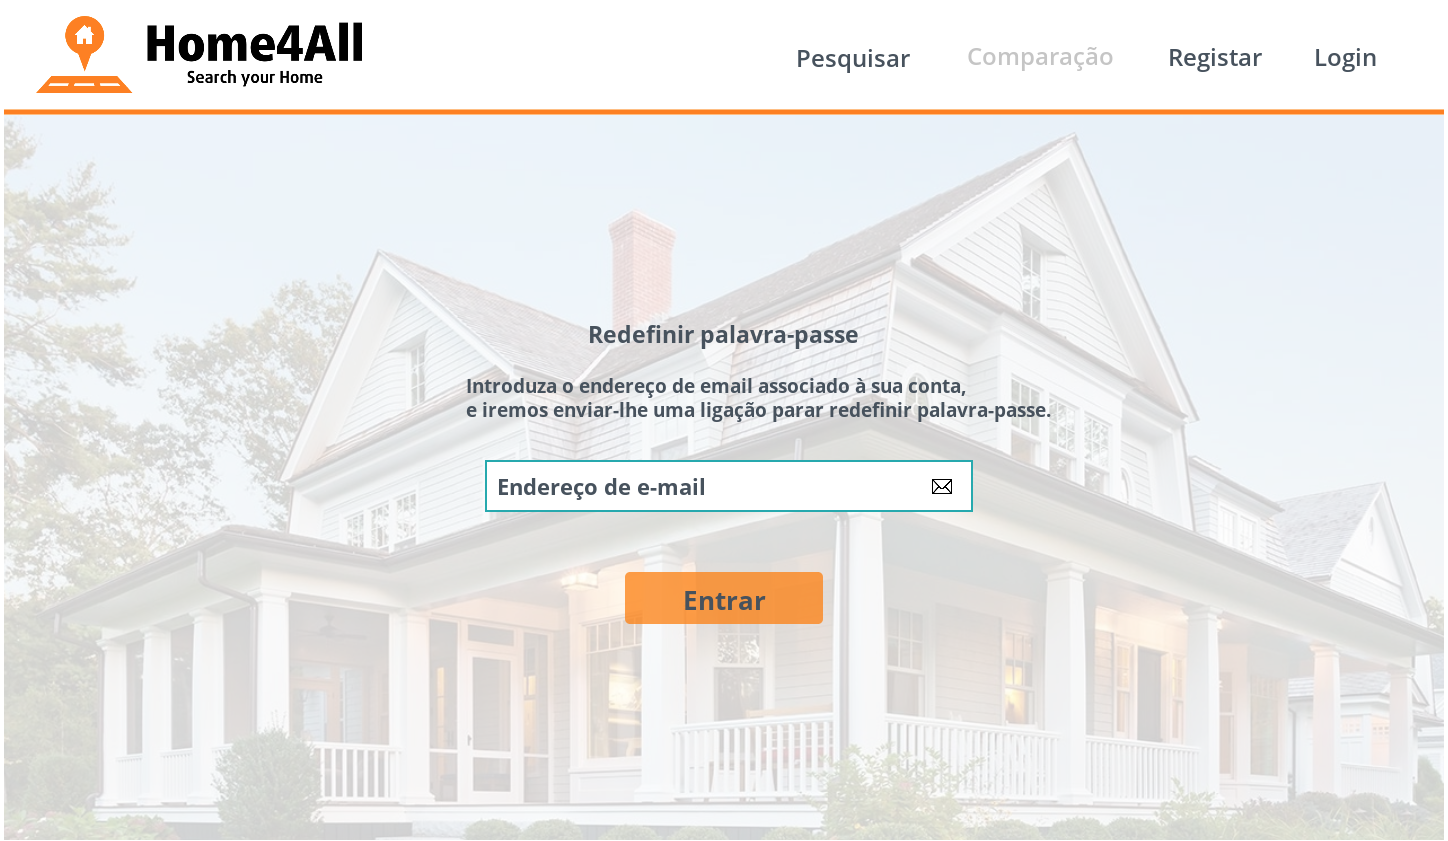 Home4All
Search your Home
Pesquisar
Comparação
Registar
Login
Redefinir palavra-passe
Introduza o endereço de email associado à sua conta,
e iremos enviar-lhe uma ligação parar redefinir palavra-passe.
Endereço de e-mail
Entrar